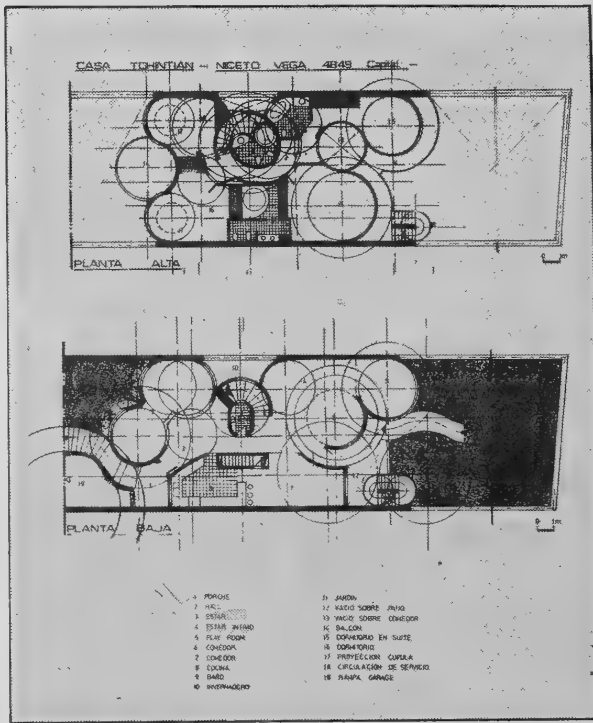 CASA TCHINTIAN - NICETO VEGA 4849 Capital -
PLANTA ALTA
PLANTA BAJA
1 PORCHE
2 HALL
3 ESTAR
4 ESTAR INTIMO
5 PLAY ROOM
6 COMEDOR
7 COMEDOR
8 COCINA
9 BAÑO
10 INVERNADERO
11 JARDIN
12 VACIO SOBRE PATIO
13 VACIO SOBRE COMEDOR
14 BALCON
15 DORMITORIO EN SUITE
16 DORMITORIO
17 PROYECCION CUPULA
18 CIRCULACION DE SERVICIO
19 RAMPA GARAGE